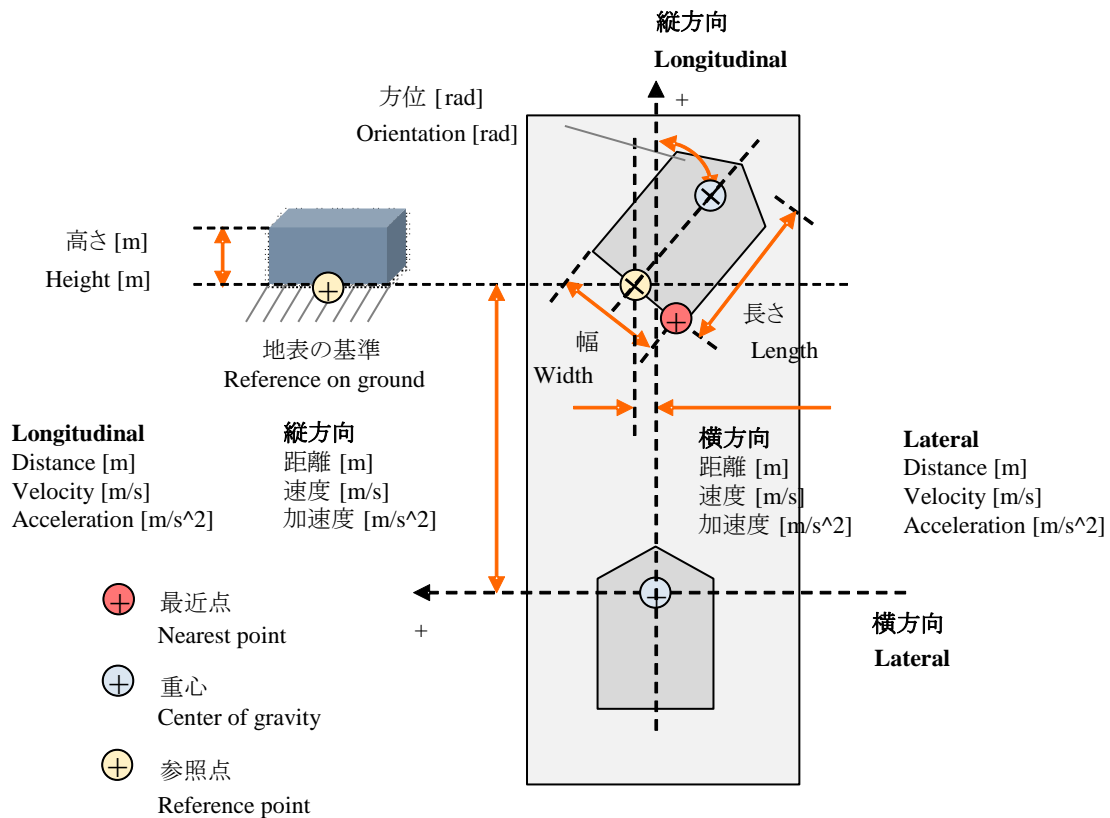 縦方向
Longitudinal
+
方位 [rad]
Orientation [rad]
高さ [m]
Height [m]
地表の基準
Reference on ground
幅
Width
長さ
Length
Longitudinal
Distance [m]
Velocity [m/s]
Acceleration [m/s^2]
縦方向
距離 [m]
速度 [m/s]
加速度 [m/s^2]
横方向
距離 [m]
速度 [m/s]
加速度 [m/s^2]
Lateral
Distance [m]
Velocity [m/s]
Acceleration [m/s^2]
+
横方向
Lateral
最近点
Nearest point
重心
Center of gravity
参照点
Reference point